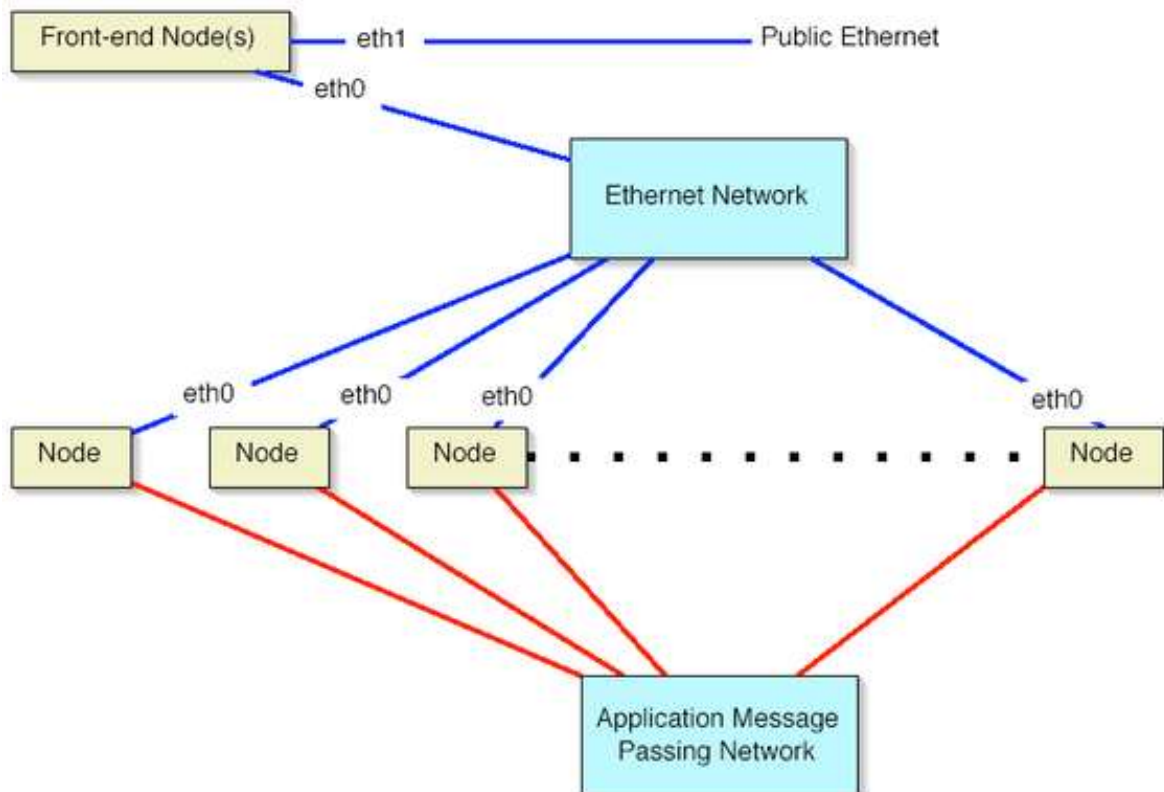 Front-end Node(s)
eth1
Public Ethernet
eth0
Ethernet Network
eth0
eth0
eth0
eth0
Node
Node
Node
Node
Application Message
Passing Network